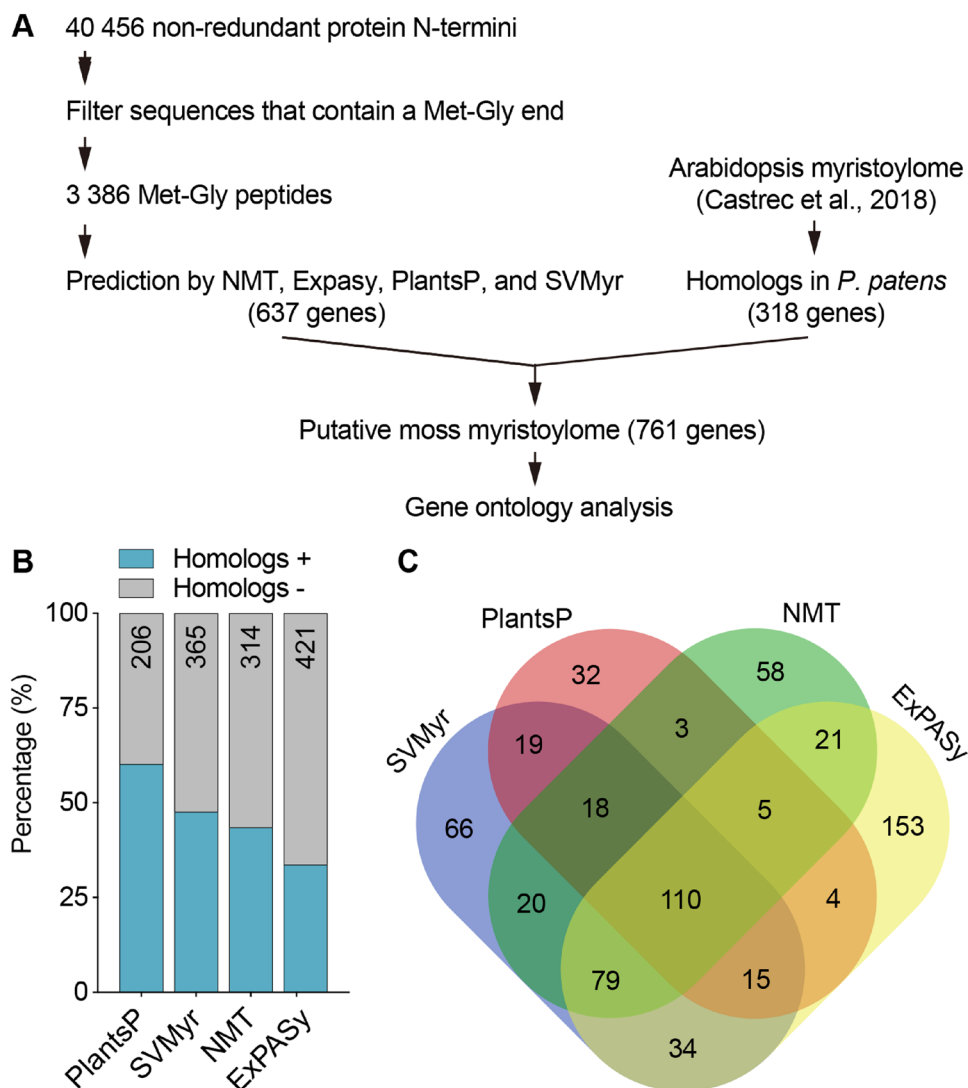 A
40 456 non-redundant protein N-termini
Filter sequences that contain a Met-Gly end
3 386 Met-Gly peptides
Arabidopsis myristoylome
(Castrec et al., 2018)
Prediction by NMT, Expasy, PlantsP, and SVMyr
(637 genes)
Homologs in P. patens
(318 genes)
Putative moss myristoylome (761 genes)
Gene ontology analysis
B
Homologs +
Homologs -
Percentage (%)
100
75
50
25
0
206
365
314
421
PlantsP
SVMyr
NMT
ExPASy
C
PlantsP
NMT
SVMyr
ExPASy
32
58
19
3
21
66
18
5
153
20
110
4
79
15
34